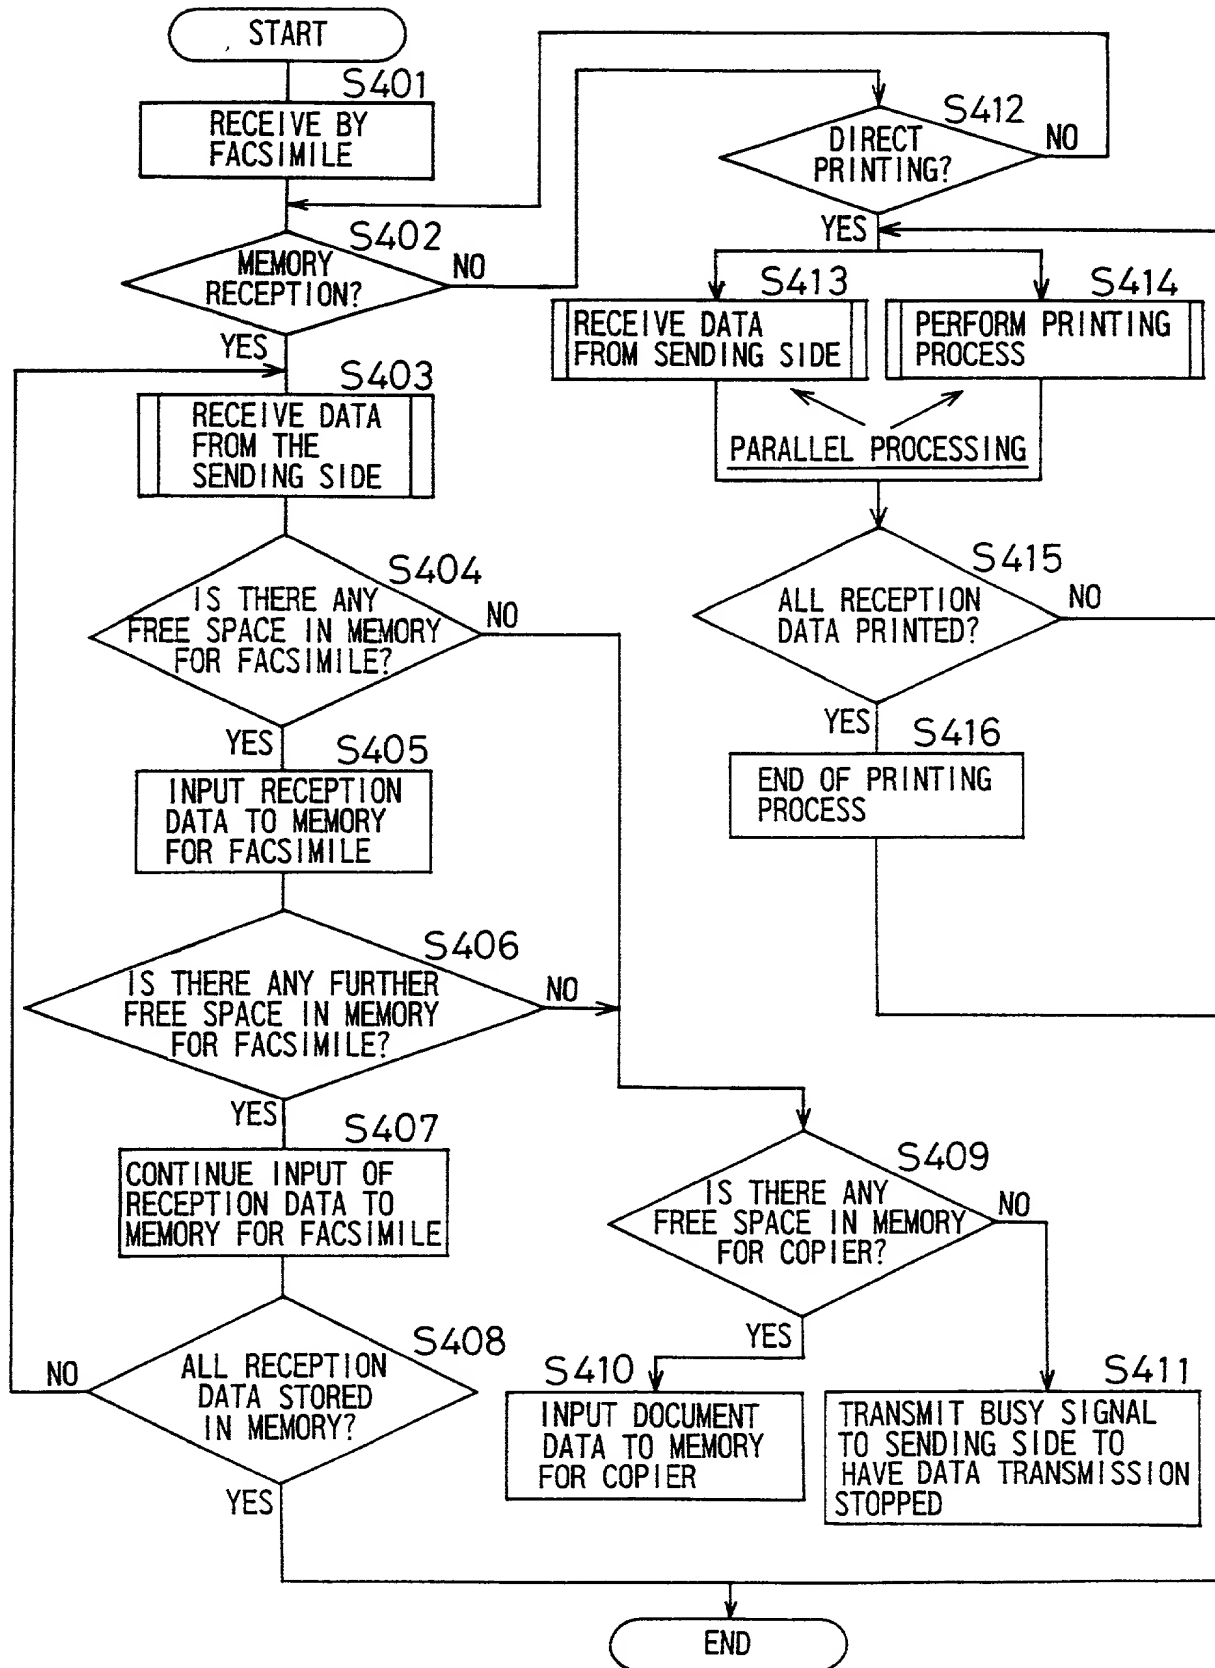 START
S401
RECEIVE BY
FACSIMILE
S402
MEMORY
RECEPTION?
NO
YES
S403
RECEIVE DATA
FROM THE
SENDING SIDE
S404
IS THERE ANY
FREE SPACE IN MEMORY
FOR FACSIMILE?
NO
YES
S405
INPUT RECEPTION
DATA TO MEMORY
FOR FACSIMILE
S406
IS THERE ANY FURTHER
FREE SPACE IN MEMORY
FOR FACSIMILE?
NO
YES
S407
CONTINUE INPUT OF
RECEPTION DATA TO
MEMORY FOR FACSIMILE
S408
NO
ALL RECEPTION
DATA STORED
IN MEMORY?
YES
S412
DIRECT
PRINTING?
NO
YES
S413
RECEIVE DATA
FROM SENDING SIDE
S414
PERFORM PRINTING
PROCESS
PARALLEL PROCESSING
S415
ALL RECEPTION
DATA PRINTED?
NO
YES
S416
END OF PRINTING
PROCESS
S409
IS THERE ANY
FREE SPACE IN MEMORY
FOR COPIER?
NO
YES
S410
INPUT DOCUMENT
DATA TO MEMORY
FOR COPIER
S411
TRANSMIT BUSY SIGNAL
TO SENDING SIDE TO
HAVE DATA TRANSMISSION
STOPPED
END